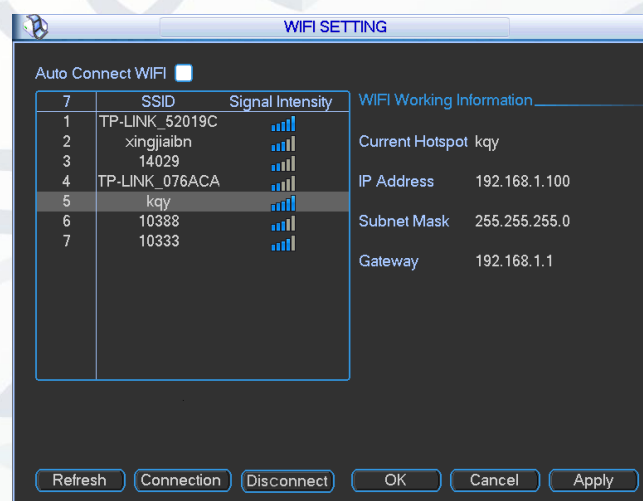 WIFI SETTING
Auto Connect WIFI
7 SSID Signal Intensity
1 TP-LINK_52019C
2 xingjiaibn
3 14029
4 TP-LINK_076ACA
5 kqy
6 10388
7 10333
WIFI Working Information
Current Hotspot kqy
IP Address 192.168.1.100
Subnet Mask 255.255.255.0
Gateway 192.168.1.1
Refresh Connection Disconnect OK Cancel Apply